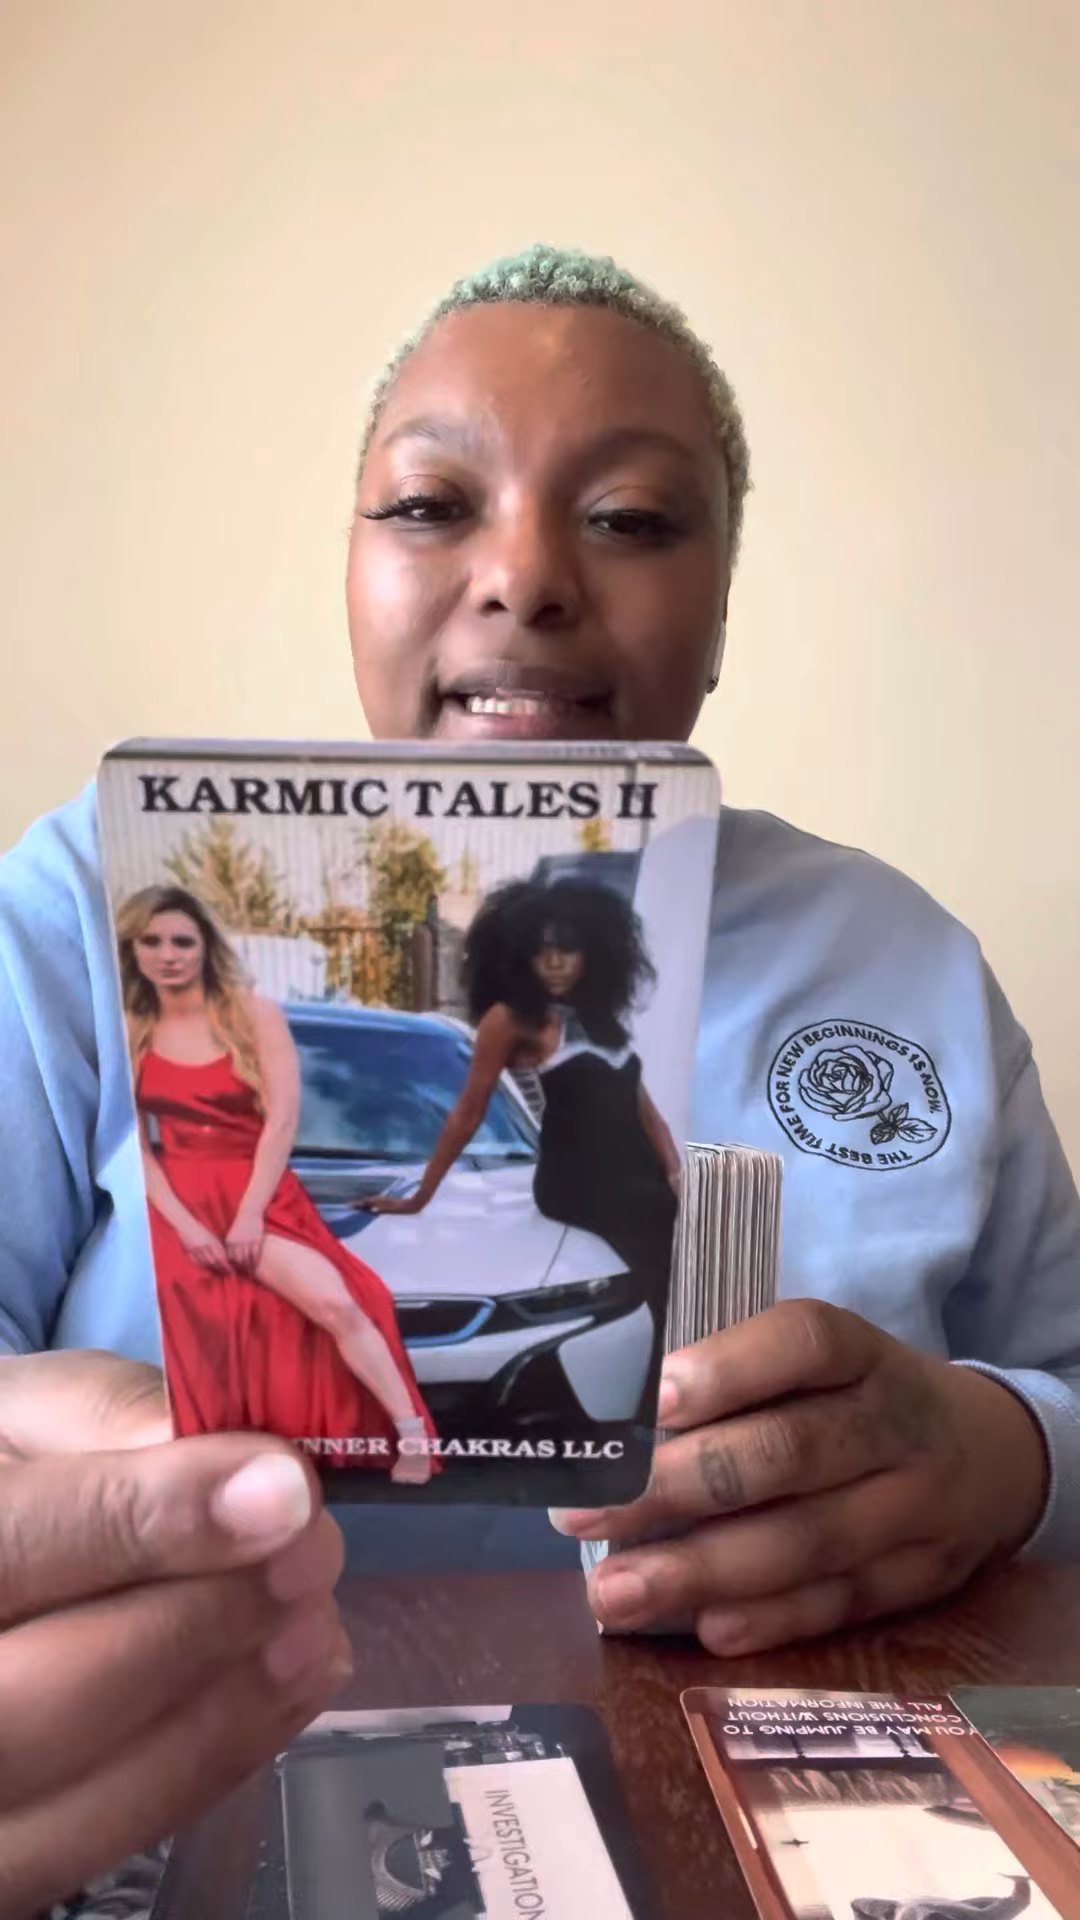 KARMIC TALES II
INNER CHAKRAS LLC
THE BEST TIME FOR NEW BEGINNINGS IS NOW.
INVESTIGATION
YOU MAY BE JUMPING TO
CONCLUSIONS WITHOUT
ALL THE INFORMATION